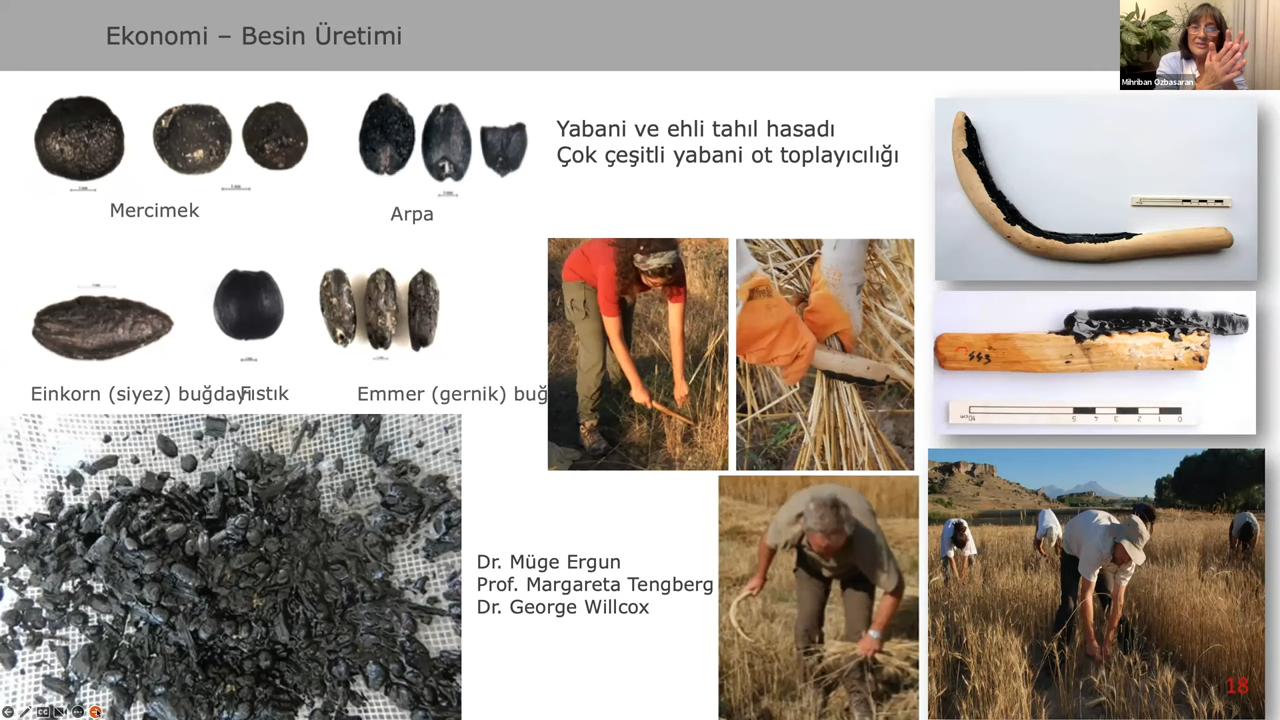 Ekonomi – Besin Üretimi
Mihriban Özbaşaran
Yabani ve ehli tahıl hasadı
Çok çeşitli yabani ot toplayıcılığı
Mercimek
Arpa
Einkorn (siyez) buğdayı
Fıstık
Emmer (gernik) buğ
Dr. Müge Ergun
Prof. Margareta Tengberg
Dr. George Willcox
18